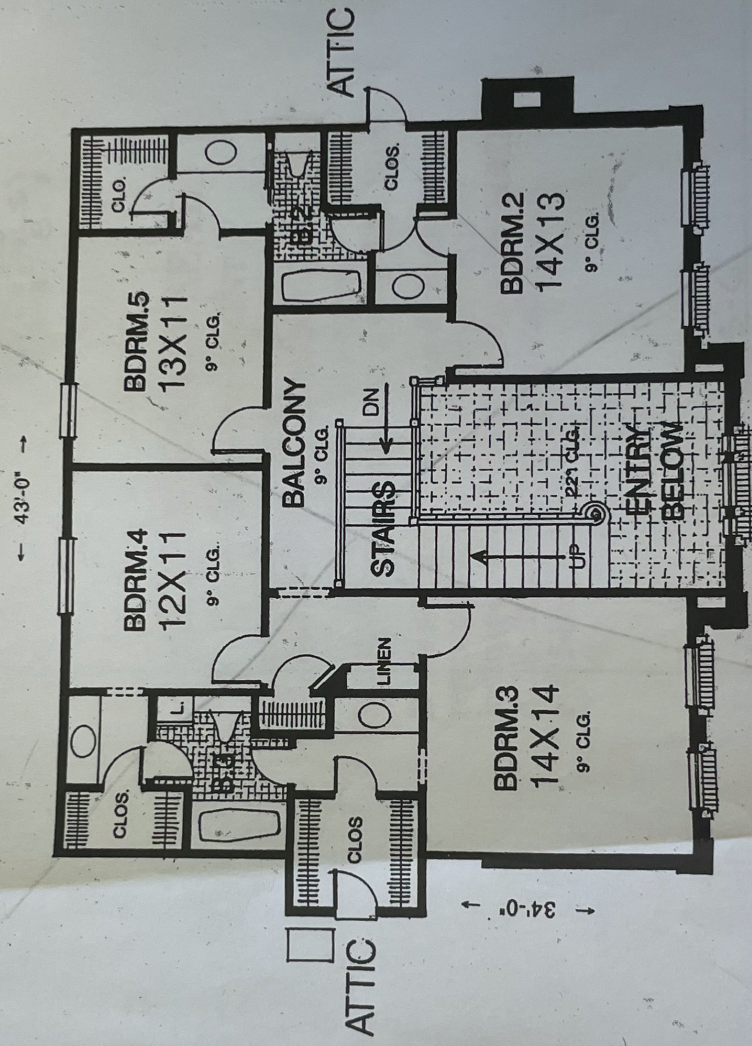 43'-0"
BDRM.4
12X11
9° CLG.
BDRM.5
13X11
9° CLG.
CLO.
L.
CLOS.
B.3
BALCONY
9° CLG.
B.2
ATTIC
CLOS.
LINEN
STAIRS
DN
UP
CLOS
ATTIC
221 CLG.
ENTRY
BELOW
BDRM.3
14X14
9° CLG.
BDRM.2
14X13
9° CLG.
34'-0"